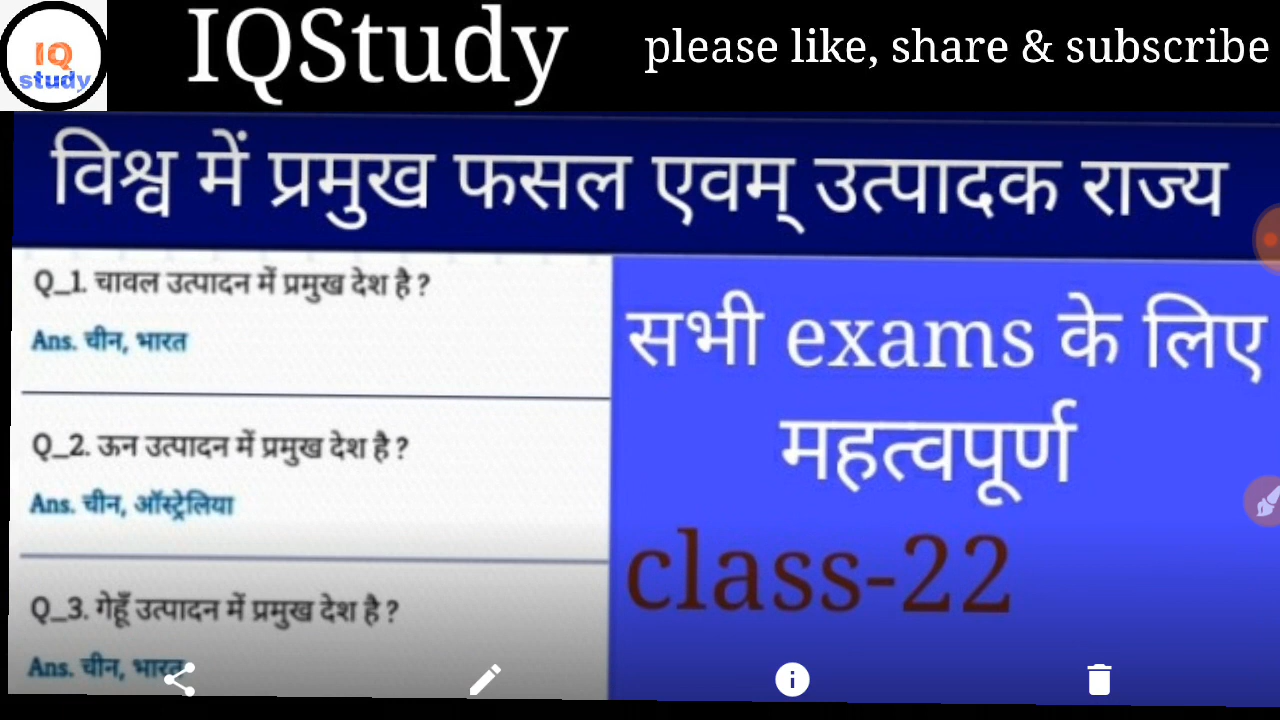 IQ
study
IQStudy
please like, share & subscribe
विश्व में प्रमुख फसल एवम् उत्पादक राज्य
Q_1. चावल उत्पादन में प्रमुख देश है ?
Ans. चीन, भारत
Q_2. ऊन उत्पादन में प्रमुख देश है ?
Ans. चीन, ऑस्ट्रेलिया
Q_3. गेहूँ उत्पादन में प्रमुख देश है ?
Ans. चीन, भारत
सभी exams के लिए
महत्वपूर्ण
class-22